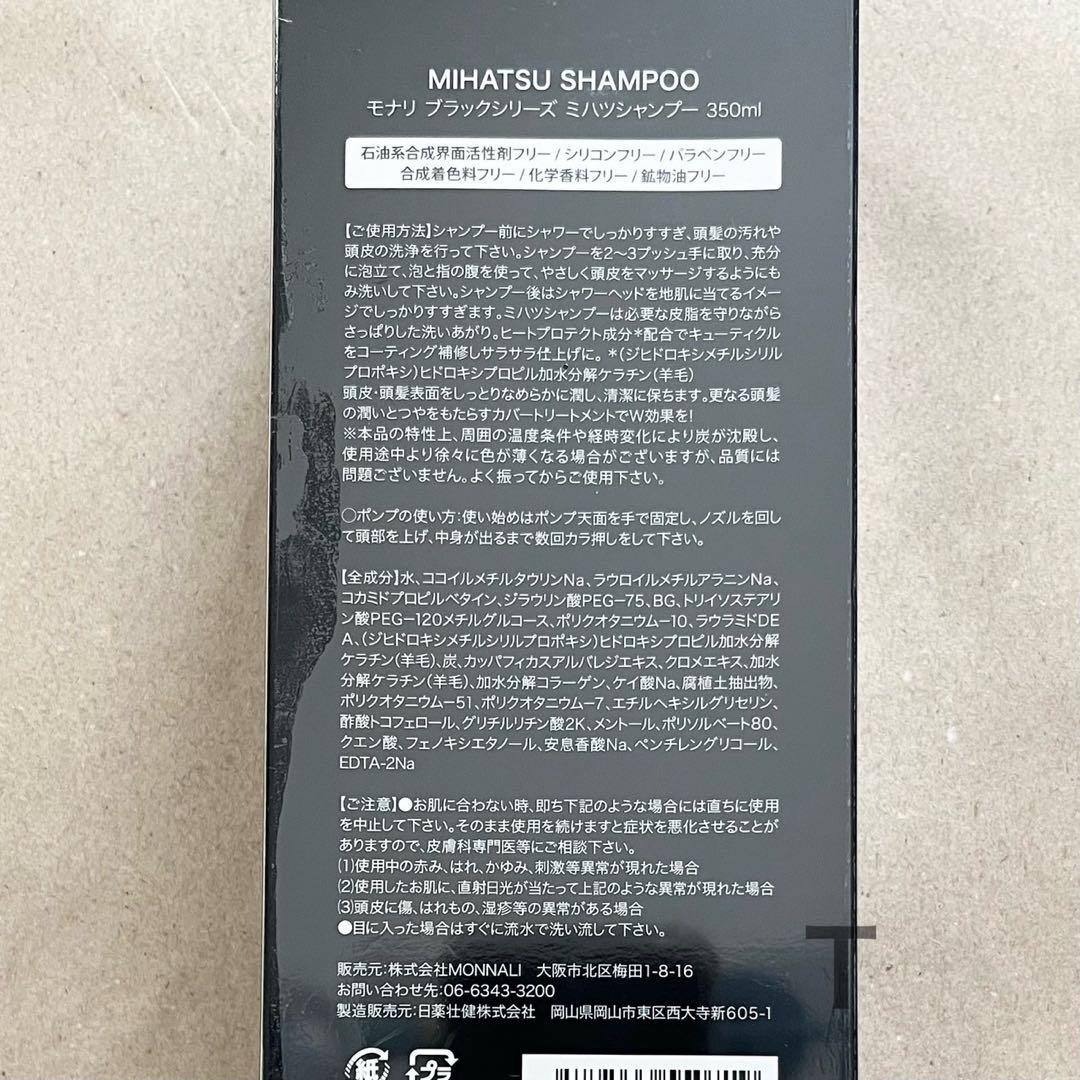 MIHATSU SHAMPOO
モナリ ブラックシリーズ ミハツシャンプー 350ml
石油系合成界面活性剤フリー / シリコンフリー / パラベンフリー
合成着色料フリー / 化学香料フリー / 鉱物油フリー
【ご使用方法】シャンプー前にシャワーでしっかりすすぎ、頭髪の汚れや
頭皮の洗浄を行って下さい。シャンプーを2〜3プッシュ手に取り、充分
に泡立て、泡と指の腹を使って、やさしく頭皮をマッサージするようにも
み洗いして下さい。シャンプー後はシャワーヘッドを地肌に当てるイメー
ジでしっかりすすぎます。ミハツシャンプーは必要な皮脂を守りながら
さっぱりした洗いあがり。ヒートプロテクト成分*配合でキューティクル
をコーティング補修しサラサラ仕上げに。*(ジヒドロキシメチルシリル
プロポキシ)ヒドロキシプロピル加水分解ケラチン(羊毛)
頭皮・頭髪表面をしっとりなめらかに潤し、清潔に保ちます。更なる頭髪
の潤いとつやをもたらすカバートリートメントでW効果を!
※本品の特性上、周囲の温度条件や経時変化により炭が沈殿し、
使用途中より徐々に色が薄くなる場合がございますが、品質には
問題ございません。よく振ってからご使用下さい。
○ポンプの使い方:使い始めはポンプ天面を手で固定し、ノズルを回し
て頭部を上げ、中身が出るまで数回カラ押しをして下さい。
【全成分】水、ココイルメチルタウリンNa、ラウロイルメチルアラニンNa、
コカミドプロピルベタイン、ジラウリン酸PEG-75、BG、トリイソステアリ
ン酸PEG-120メチルグルコース、ポリクオタニウム-10、ラウラミドDE
A、(ジヒドロキシメチルシリルプロポキシ)ヒドロキシプロピル加水分解
ケラチン(羊毛)、炭、カッパフィカスアルバレジエキス、クロメエキス、加水
分解ケラチン(羊毛)、加水分解コラーゲン、ケイ酸Na、腐植土抽出物、
ポリクオタニウム-51、ポリクオタニウム-7、エチルヘキシルグリセリン、
酢酸トコフェロール、グリチルリチン酸2K、メントール、ポリソルベート80、
クエン酸、フェノキシエタノール、安息香酸Na、ペンチレングリコール、
EDTA-2Na
【ご注意】●お肌に合わない時、即ち下記のような場合には直ちに使用
を中止して下さい。そのまま使用を続けますと症状を悪化させることが
ありますので、皮膚科専門医等にご相談下さい。
(1)使用中の赤み、はれ、かゆみ、刺激等異常が現れた場合
(2)使用したお肌に、直射日光が当たって上記のような異常が現れた場合
(3)頭皮に傷、はれもの、湿疹等の異常がある場合
●目に入った場合はすぐに流水で洗い流して下さい。
T
販売元:株式会社MONNALI 大阪市北区梅田1-8-16
お問い合わせ先:06-6343-3200
製造販売元:日薬壮健株式会社 岡山県岡山市東区西大寺新605-1
紙 プラ